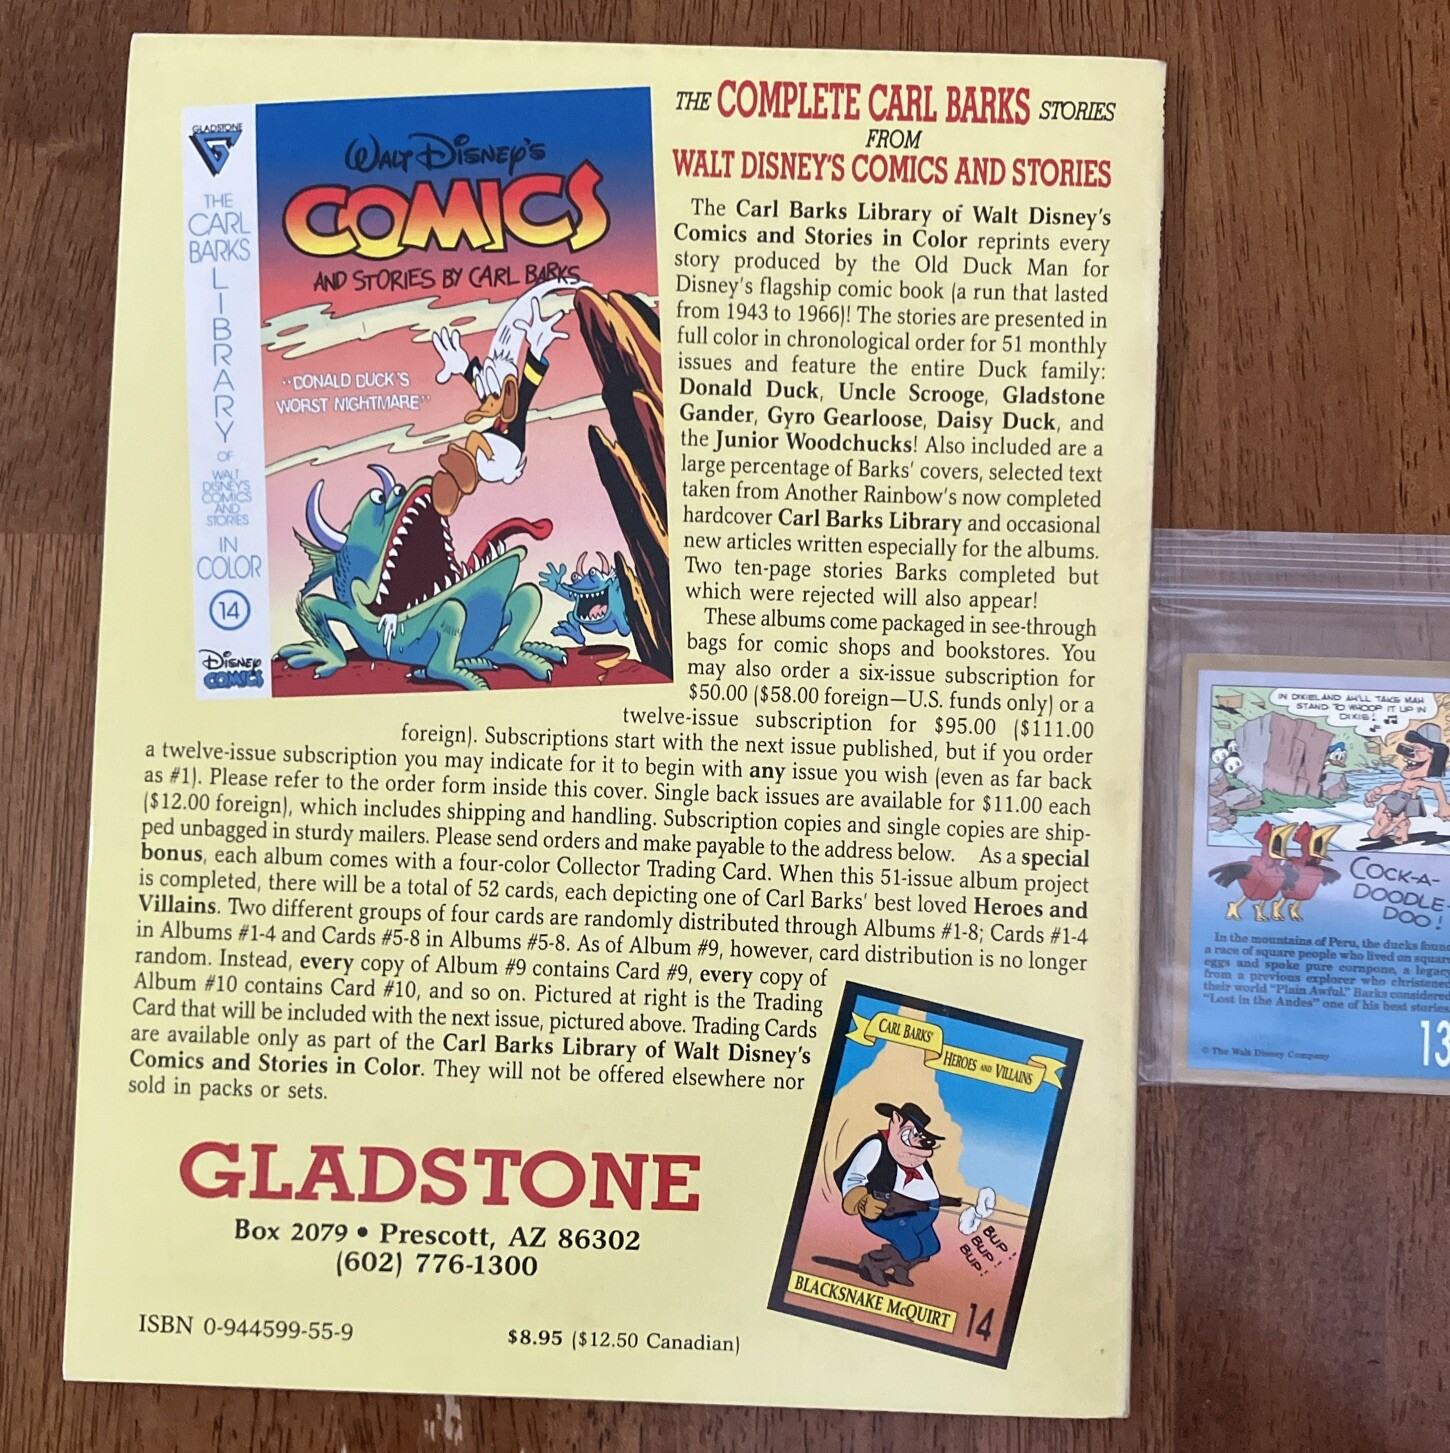 GLADSTONE
THE
CARL
BARKS
LIBRARY
OF
WALT
DISNEY'S
COMICS
AND
STORIES
IN
COLOR
14
DISNEY
COMICS
WALT DISNEY'S
COMICS
AND STORIES BY CARL BARKS
"DONALD DUCK'S
WORST NIGHTMARE"
THE COMPLETE CARL BARKS STORIES
FROM
WALT DISNEY'S COMICS AND STORIES
The Carl Barks Library of Walt Disney's
Comics and Stories in Color reprints every
story produced by the Old Duck Man for
Disney's flagship comic book (a run that lasted
from 1943 to 1966)! The stories are presented in
full color in chronological order for 51 monthly
issues and feature the entire Duck family:
Donald Duck, Uncle Scrooge, Gladstone
Gander, Gyro Gearloose, Daisy Duck, and
the Junior Woodchucks! Also included are a
large percentage of Barks' covers, selected text
taken from Another Rainbow's now completed
hardcover Carl Barks Library and occasional
new articles written especially for the albums.
Two ten-page stories Barks completed but
which were rejected will also appear!
These albums come packaged in see-through
bags for comic shops and bookstores. You
may also order a six-issue subscription for
$50.00 ($58.00 foreign—U.S. funds only) or a
twelve-issue subscription for $95.00 ($111.00
foreign). Subscriptions start with the next issue published, but if you order
a twelve-issue subscription you may indicate for it to begin with any issue you wish (even as far back
as #1). Please refer to the order form inside this cover. Single back issues are available for $11.00 each
($12.00 foreign), which includes shipping and handling. Subscription copies and single copies are ship-
ped unbagged in sturdy mailers. Please send orders and make payable to the address below. As a special
bonus, each album comes with a four-color Collector Trading Card. When this 51-issue album project
is completed, there will be a total of 52 cards, each depicting one of Carl Barks' best loved Heroes and
Villains. Two different groups of four cards are randomly distributed through Albums #1-8; Cards #1-4
in Albums #1-4 and Cards #5-8 in Albums #5-8. As of Album #9, however, card distribution is no longer
random. Instead, every copy of Album #9 contains Card #9, every copy of
Album #10 contains Card #10, and so on. Pictured at right is the Trading
Card that will be included with the next issue, pictured above. Trading Cards
are available only as part of the Carl Barks Library of Walt Disney's
Comics and Stories in Color. They will not be offered elsewhere nor
sold in packs or sets.
CARL BARKS'
HEROES AND VILLAINS
BUP!
BUP!
BUP!
BLACKSNAKE McQUIRT
14
GLADSTONE
Box 2079 • Prescott, AZ 86302
(602) 776-1300
ISBN 0-944599-55-9
$8.95 ($12.50 Canadian)
IN DIXIELAND AH'LL TAKE MAH
STAND TO WHOOP IT UP IN
DIXIE!
COCK-A-
DOODLE-
DOO!
In the mountains of Peru, the ducks found
a race of square people who lived on square
eggs and spoke pure cornpone, a legacy
from a previous explorer who christened
their world "Plain Awful." Barks considered
"Lost in the Andes" one of his best stories.
© The Walt Disney Company
13